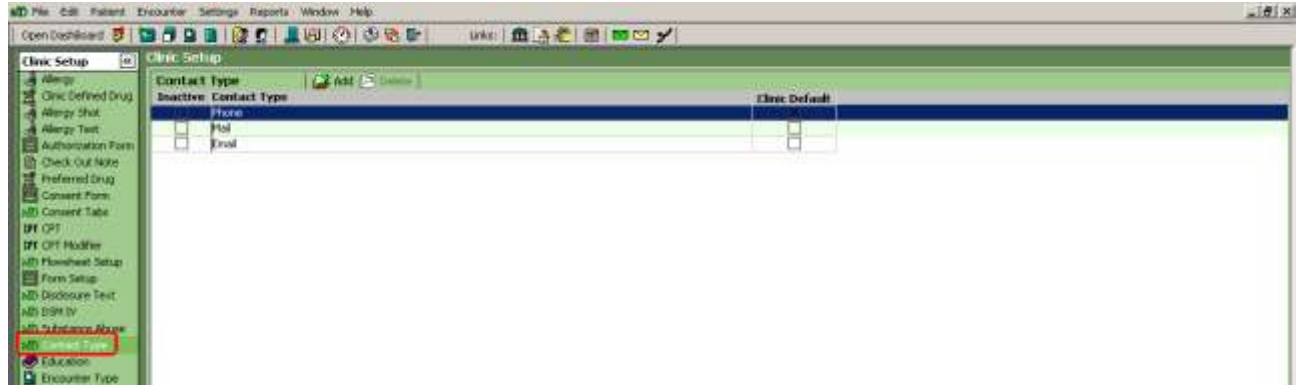 File Edit Patient Encounter Settings Reports Window Help
Open Dashboard Links:
Clinic Setup
Clinic Setup
Contact Type Add Delete
Inactive Contact Type Clinic Default
Phone
Mail
Email
Allergy
Clinic Defined Drug
Allergy Shot
Allergy Test
Authorization Form
Check Out Note
Preferred Drug
Consent Form
Consent Tabs
CPT
CPT Modifier
Flowsheet Setup
Form Setup
Disclosure Text
DSM IV
Substance Abuse
Contact Type
Education
Encounter Type